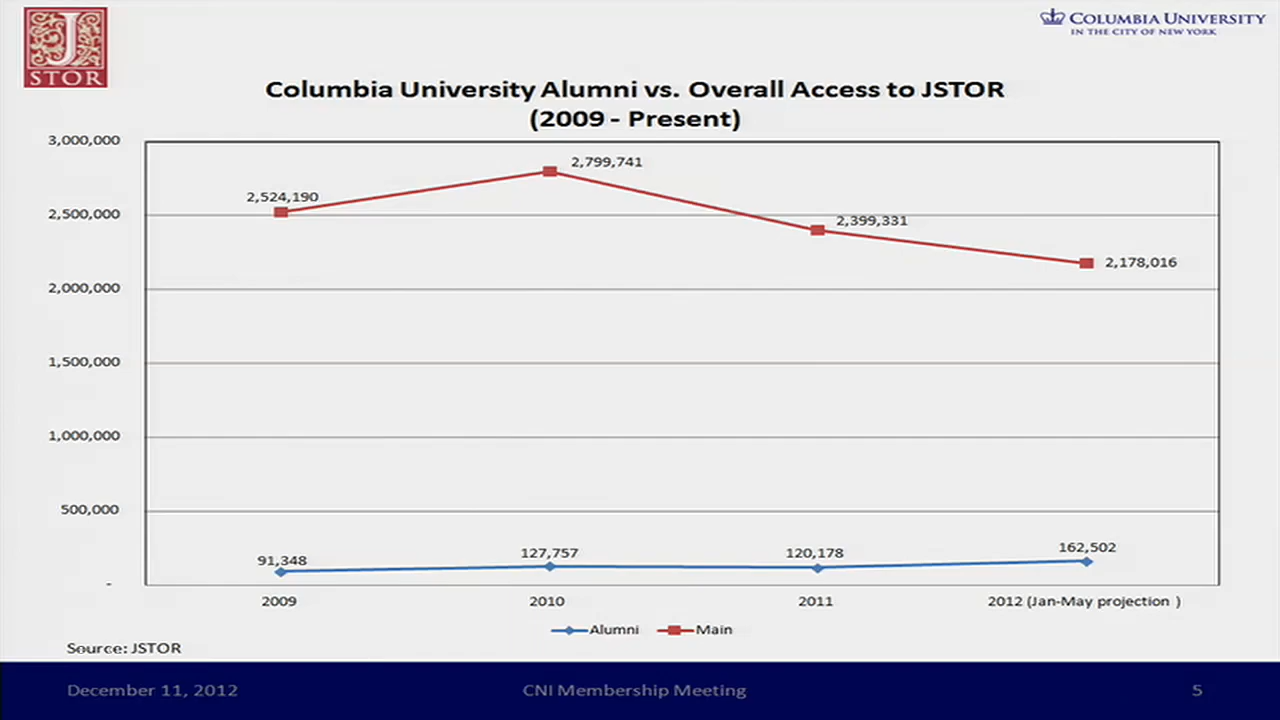 J
STOR
COLUMBIA UNIVERSITY
IN THE CITY OF NEW YORK
Columbia University Alumni vs. Overall Access to JSTOR
(2009 - Present)
3,000,000
2,500,000
2,000,000
1,500,000
1,000,000
500,000
-
2,524,190
2,799,741
2,399,331
2,178,016
91,348
127,757
120,178
162,502
2009
2010
2011
2012 (Jan-May projection )
Alumni
Main
Source: JSTOR
December 11, 2012
CNI Membership Meeting
5